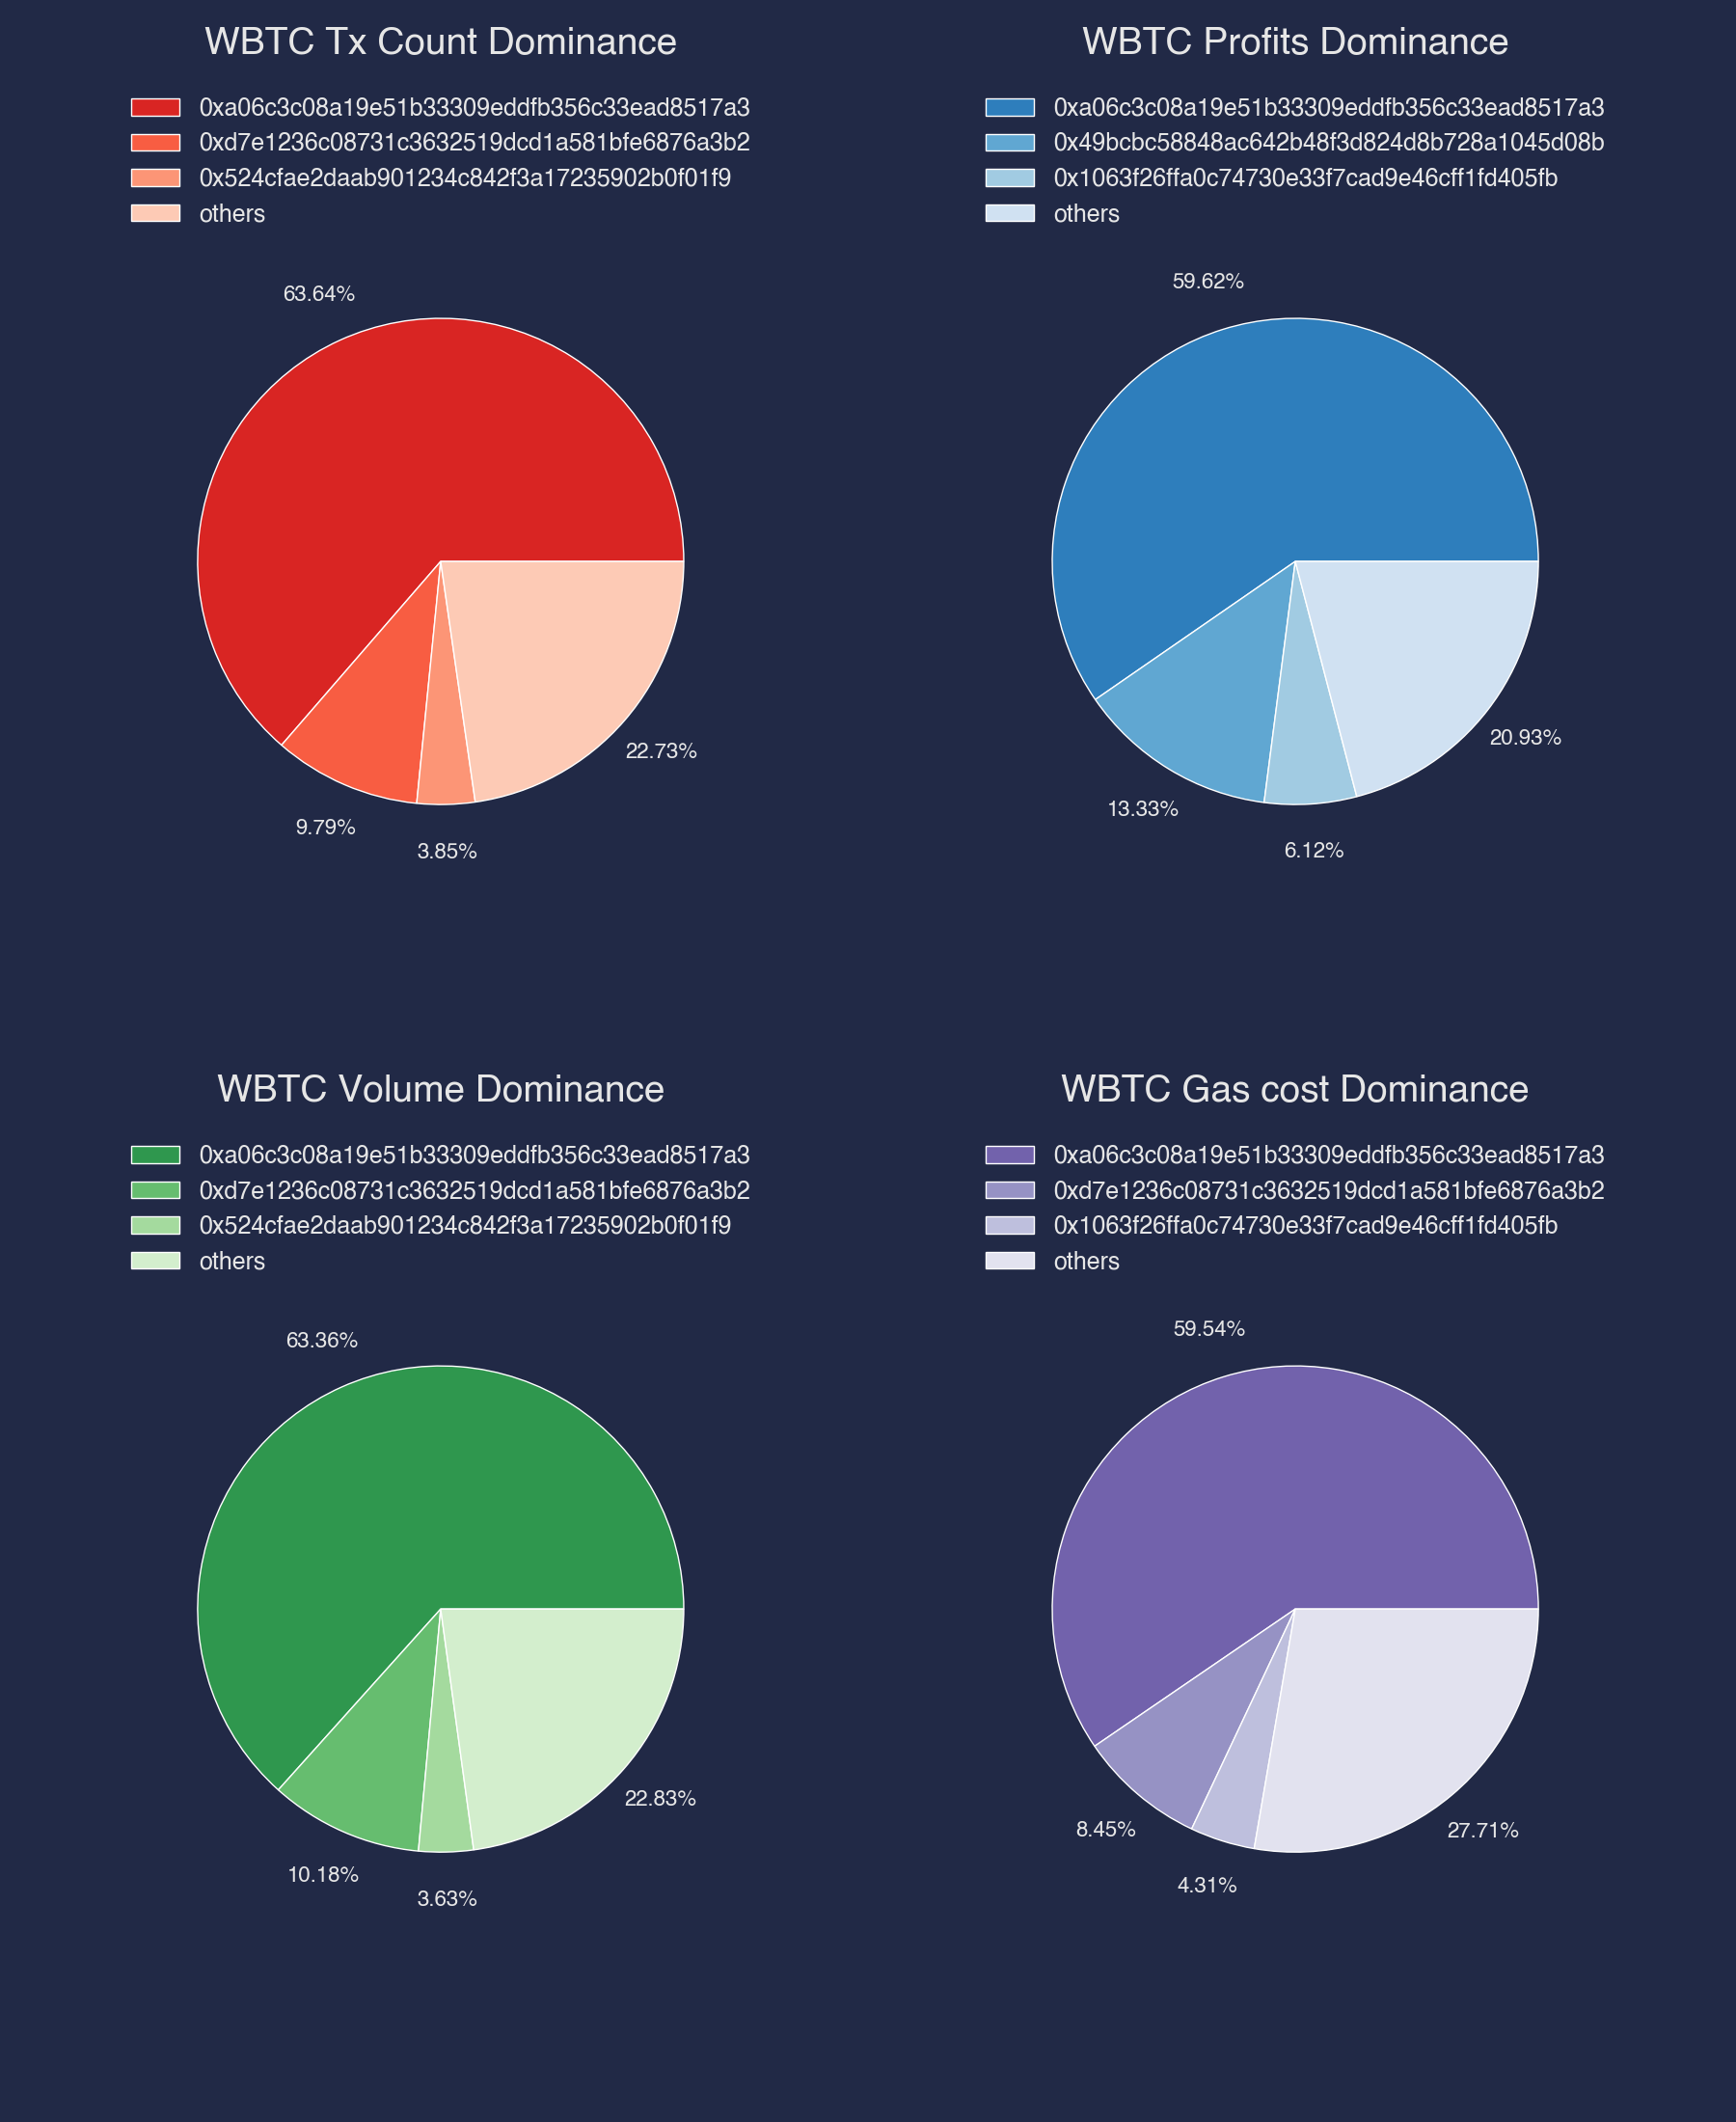 WBTC Tx Count Dominance
0xa06c3c08a19e51b33309eddfb356c33ead8517a3
0xd7e1236c08731c3632519dcd1a581bfe6876a3b2
0x524cfae2daab901234c842f3a17235902b0f01f9
others
63.64%
22.73%
9.79%
3.85%
WBTC Profits Dominance
0xa06c3c08a19e51b33309eddfb356c33ead8517a3
0x49bcbc58848ac642b48f3d824d8b728a1045d08b
0x1063f26ffa0c74730e33f7cad9e46cff1fd405fb
others
59.62%
20.93%
13.33%
6.12%
WBTC Volume Dominance
0xa06c3c08a19e51b33309eddfb356c33ead8517a3
0xd7e1236c08731c3632519dcd1a581bfe6876a3b2
0x524cfae2daab901234c842f3a17235902b0f01f9
others
63.36%
22.83%
10.18%
3.63%
WBTC Gas cost Dominance
0xa06c3c08a19e51b33309eddfb356c33ead8517a3
0xd7e1236c08731c3632519dcd1a581bfe6876a3b2
0x1063f26ffa0c74730e33f7cad9e46cff1fd405fb
others
59.54%
8.45%
27.71%
4.31%